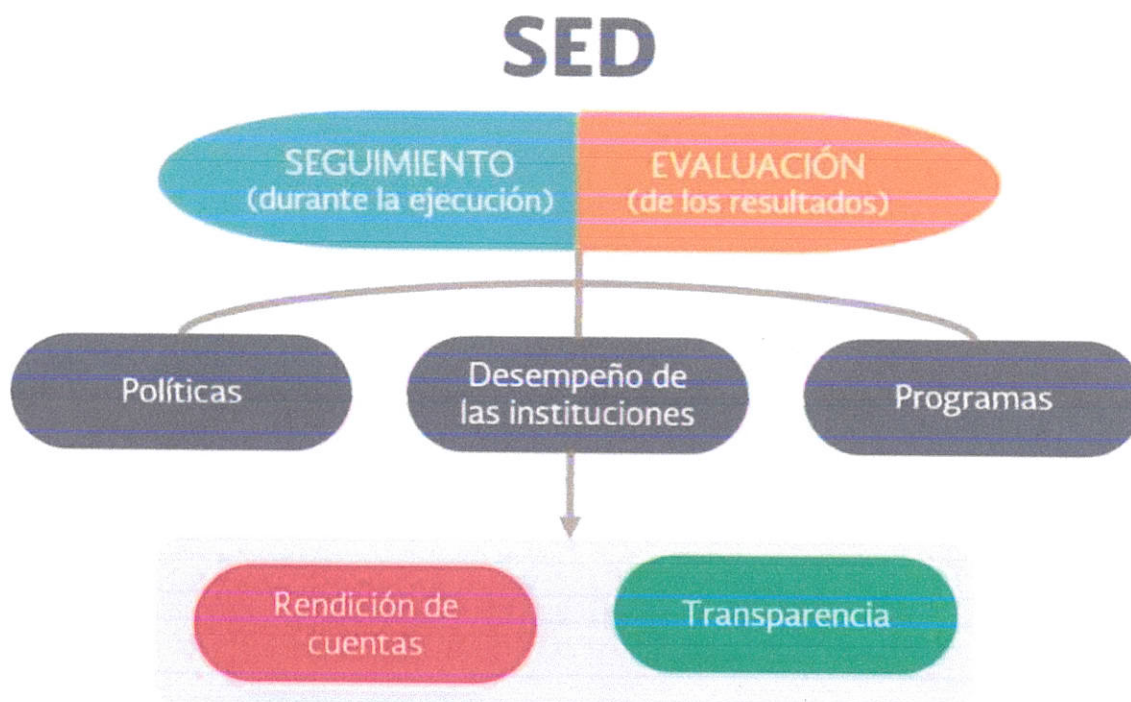 SED
SEGUIMIENTO
(durante la ejecución)
EVALUACIÓN
(de los resultados)
Políticas
Desempeño de
las instituciones
Programas
Rendición de
cuentas
Transparencia